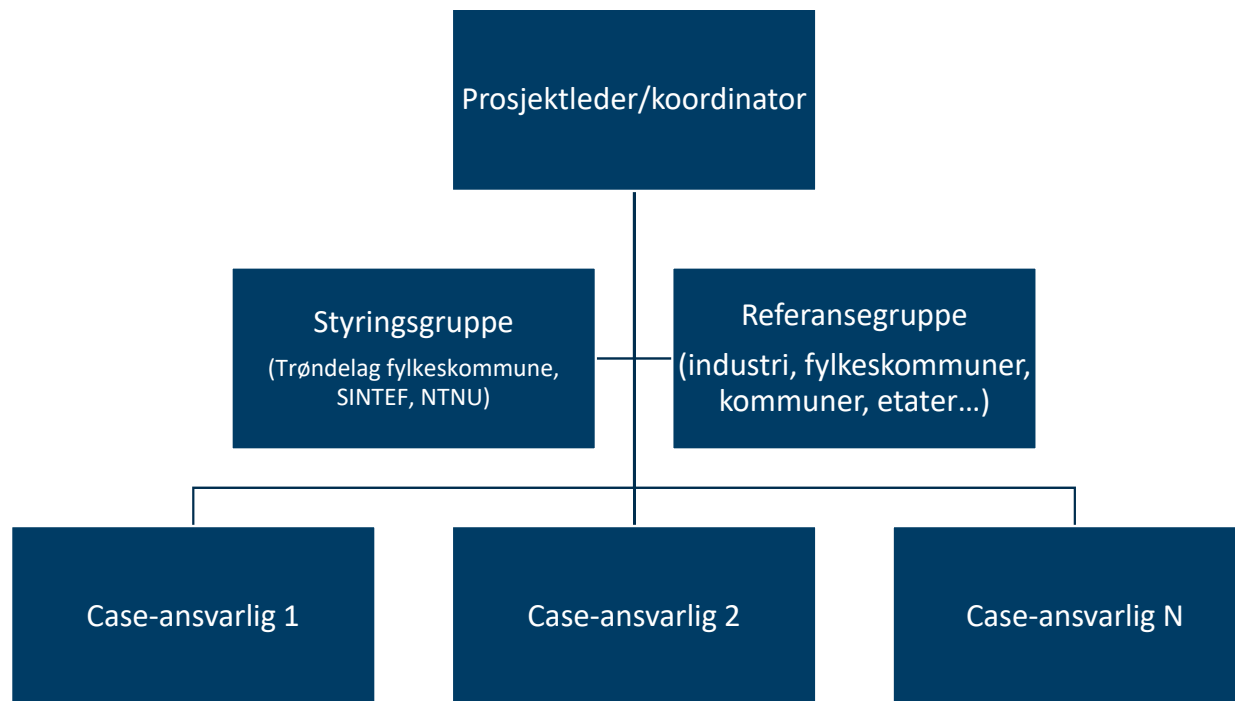 Prosjektleder/koordinator
Styringsgruppe
(Trøndelag fylkeskommune,
SINTEF, NTNU)
Referansegruppe
(industri, fylkeskommuner,
kommuner, etater…)
Case-ansvarlig 1
Case-ansvarlig 2
Case-ansvarlig N